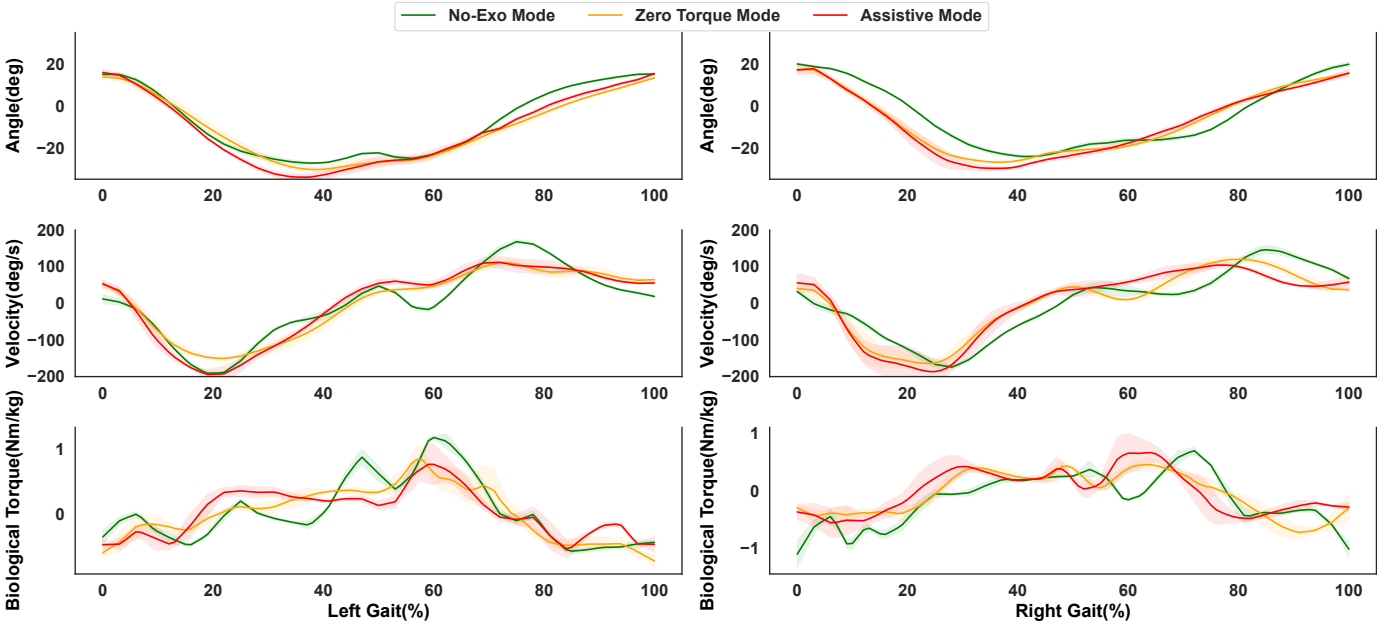 No-Exo Mode Zero Torque Mode Assistive Mode
Angle(deg)
20
0
−20
0 20 40 60 80 100
Angle(deg)
20
0
−20
0 20 40 60 80 100
Velocity(deg/s)
200
100
0
−100
−200
0 20 40 60 80 100
Velocity(deg/s)
200
100
0
−100
−200
0 20 40 60 80 100
Biological Torque(Nm/kg)
1
0
0 20 40 60 80 100
Left Gait(%)
Biological Torque(Nm/kg)
1
0
−1
0 20 40 60 80 100
Right Gait(%)